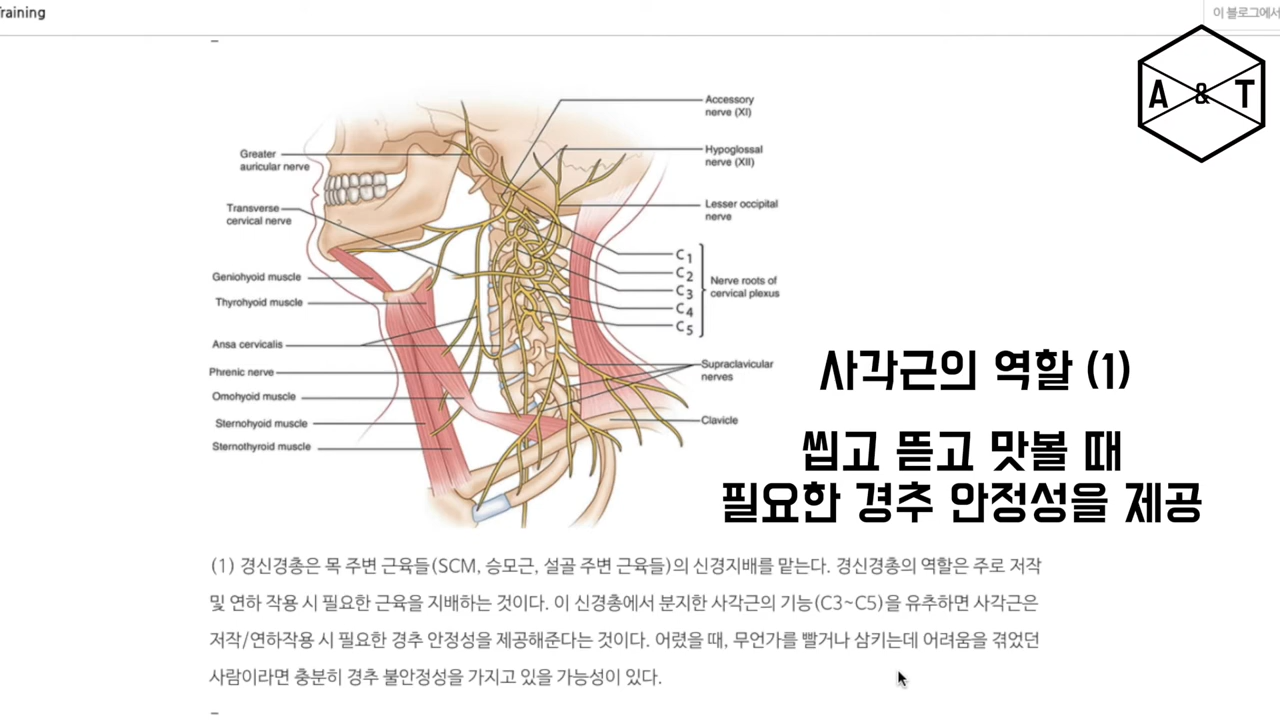 Training
이 블로그에서
A & T
Accessory
nerve (XI)
Greater
auricular nerve
Hypoglossal
nerve (XII)
Transverse
cervical nerve
Lesser occipital
nerve
C1
C2
C3
C4
C5
Nerve roots of
cervical plexus
Geniohyoid muscle
Thyrohyoid muscle
Ansa cervicalis
Phrenic nerve
Omohyoid muscle
Sternohyoid muscle
Sternothyroid muscle
Supraclavicular
nerves
Clavicle
사각근의 역할 (1)
씹고 뜯고 맛볼 때
필요한 경추 안정성을 제공
(1) 경신경총은 목 주변 근육들(SCM, 승모근, 설골 주변 근육들)의 신경지배를 맡는다. 경신경총의 역할은 주로 저작
및 연하 작용 시 필요한 근육을 지배하는 것이다. 이 신경총에서 분지한 사각근의 기능(C3~C5)을 유추하면 사각근은
저작/연하작용 시 필요한 경추 안정성을 제공해준다는 것이다. 어렸을 때, 무언가를 빨거나 삼키는데 어려움을 겪었던
사람이라면 충분히 경추 불안정성을 가지고 있을 가능성이 있다.